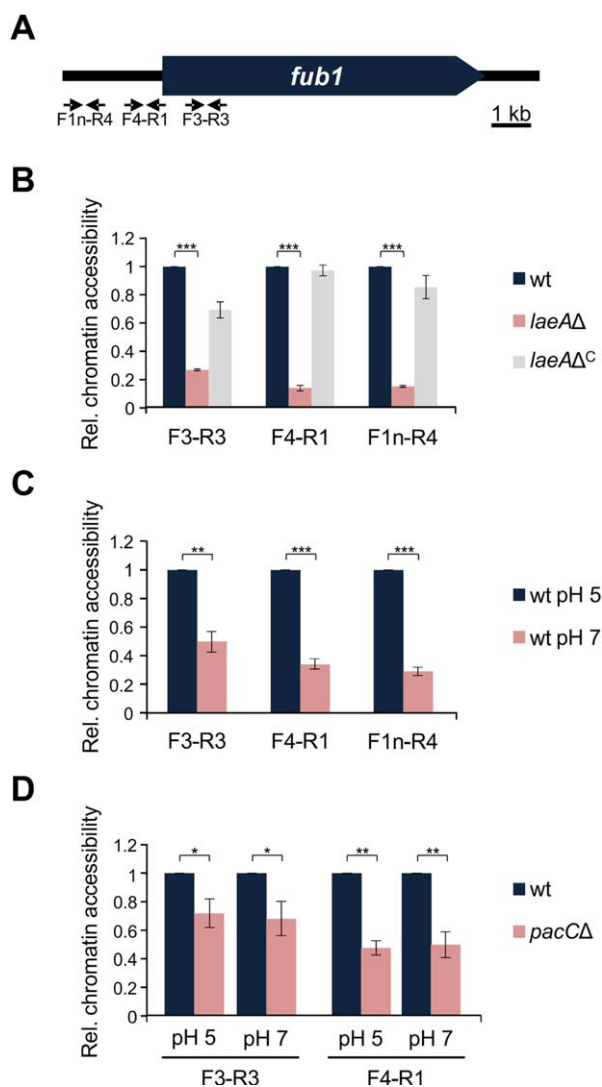 A
fub1
F1n-R4 F4-R1 F3-R3
1 kb
B
Rel. chromatin accessibility
1.2
1
0.8
0.6
0.4
0.2
0
*** *** ***
F3-R3 F4-R1 F1n-R4
wt
laeAΔ
laeAΔC
C
Rel. chromatin accessibility
1.2
1
0.8
0.6
0.4
0.2
0
** *** ***
F3-R3 F4-R1 F1n-R4
wt pH 5
wt pH 7
D
Rel. chromatin accessibility
1.2
1
0.8
0.6
0.4
0.2
0
* * ** **
pH 5 pH 7 pH 5 pH 7
F3-R3 F4-R1
wt
pacCΔ